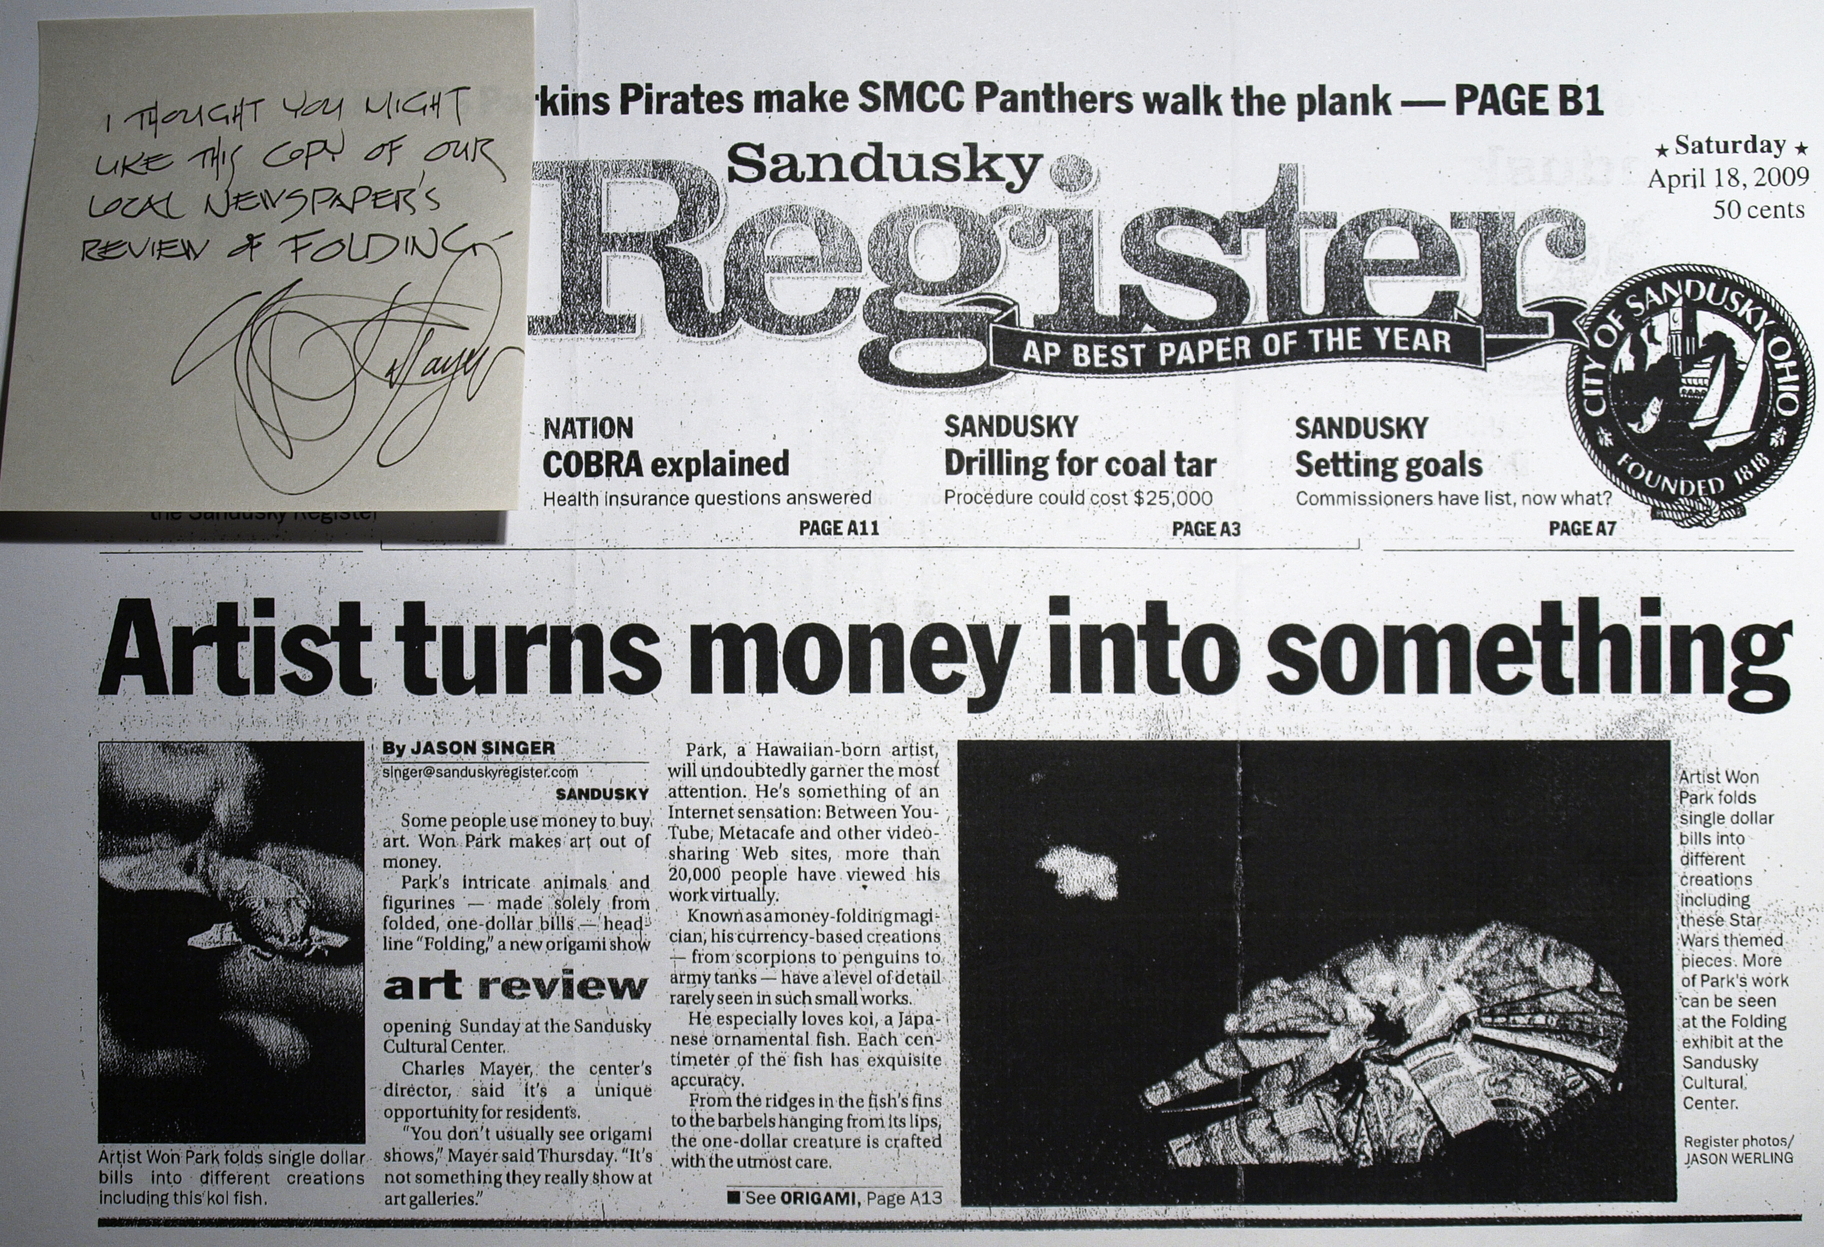 I THOUGHT YOU MIGHT
LIKE THIS COPY OF OUR
LOCAL NEWSPAPER'S
REVIEW of FOLDING
Mayer
rkins Pirates make SMCC Panthers walk the plank — PAGE B1
Sandusky
Register
AP BEST PAPER OF THE YEAR
★ Saturday ★
April 18, 2009
50 cents
CITY OF SANDUSKY, OHIO
FOUNDED 1818
NATION
COBRA explained
Health insurance questions answered
PAGE A11
SANDUSKY
Drilling for coal tar
Procedure could cost $25,000
PAGE A3
SANDUSKY
Setting goals
Commissioners have list, now what?
PAGE A7
the Sandusky Register
Artist turns money into something
Artist Won Park folds single dollar
bills into different creations
including this koi fish.
By JASON SINGER
singer@sanduskyregister.com
SANDUSKY
Some people use money to buy
art. Won Park makes art out of
money.
Park's intricate animals and
figurines — made solely from
folded, one-dollar bills — head-
line "Folding," a new origami show
art review
opening Sunday at the Sandusky
Cultural Center.
Charles Mayer, the center's
director, said it's a unique
opportunity for residents.
"You don't usually see origami
shows," Mayer said Thursday. "It's
not something they really show at
art galleries."
Park, a Hawaiian-born artist,
will undoubtedly garner the most
attention. He's something of an
Internet sensation: Between You-
Tube, Metacafe and other video-
sharing Web sites, more than
20,000 people have viewed his
work virtually.
Known as a money-folding magi-
cian, his currency-based creations
— from scorpions to penguins to
army tanks — have a level of detail
rarely seen in such small works.
He especially loves koi, a Japa-
nese ornamental fish. Each cen-
timeter of the fish has exquisite
accuracy.
From the ridges in the fish's fins
to the barbels hanging from its lips,
the one-dollar creature is crafted
with the utmost care.
■ See ORIGAMI, Page A13
Artist Won
Park folds
single dollar
bills into
different
creations
including
these Star
Wars themed
pieces. More
of Park's work
can be seen
at the Folding
exhibit at the
Sandusky
Cultural
Center.
Register photos/
JASON WERLING